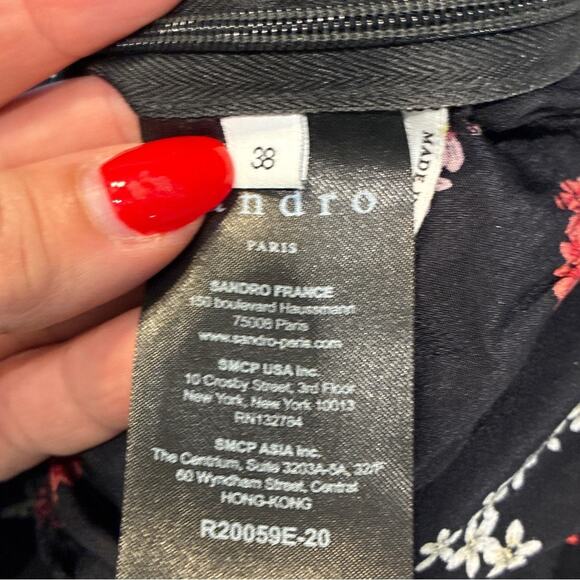 38
andro
PARIS
SANDRO FRANCE
150 boulevard Haussmann
75008 Paris
www.sandro-paris.com
SMCP USA Inc.
10 Crosby Street, 3rd Floor
New York, New York 10013
RN132784
SMCP ASIA Inc.
The Centrium, Suite 3203A-5A, 32/F
60 Wyndham Street, Central
HONG-KONG
R20059E-20
MADE